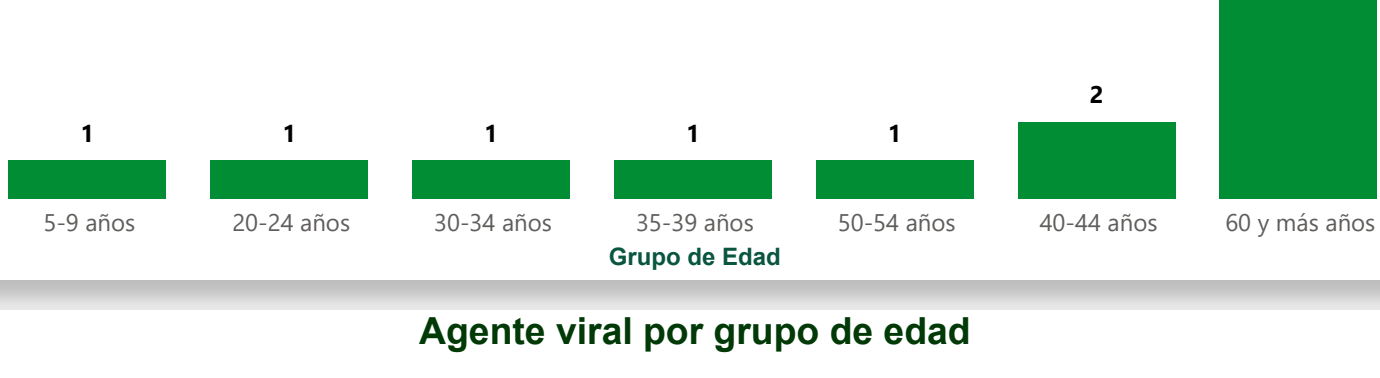 2
1 1 1 1 1
5-9 años 20-24 años 30-34 años 35-39 años 50-54 años 40-44 años 60 y más años
Grupo de Edad
Agente viral por grupo de edad